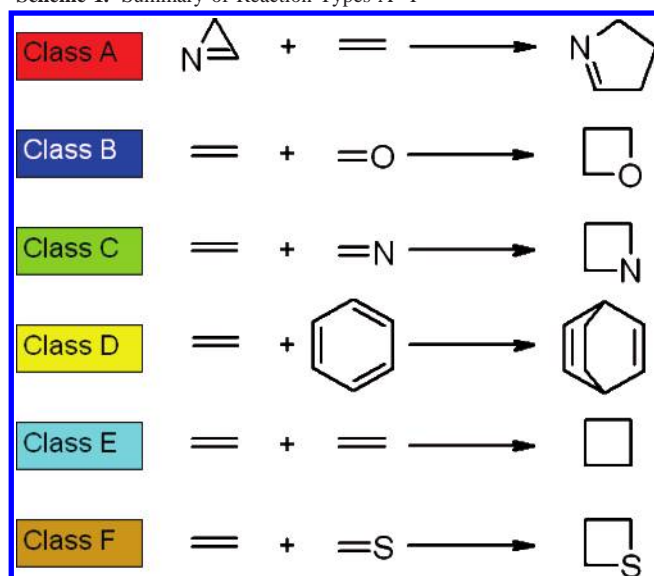 Scheme 1. Summary of Reaction Types A-F
Class A N + N
Class B + =O O
Class C + =N N
Class D +
Class E +
Class F + =S S